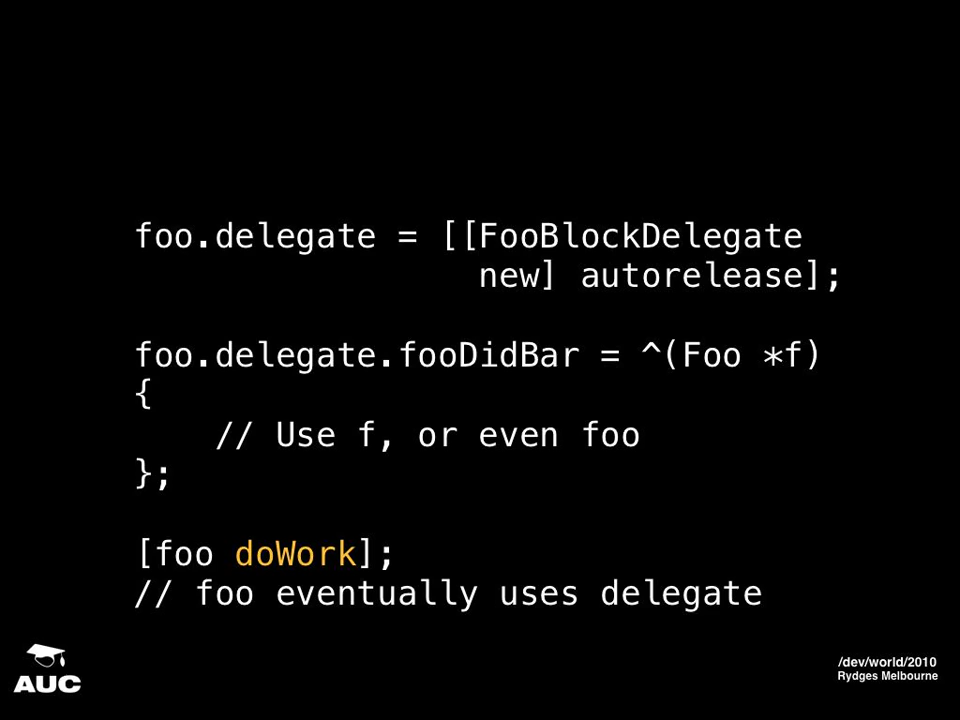 foo.delegate = [[FooBlockDelegate
new] autorelease];
foo.delegate.fooDidBar = ^(Foo *f)
{
// Use f, or even foo
};
[foo doWork];
// foo eventually uses delegate
AUC
/dev/world/2010
Rydges Melbourne